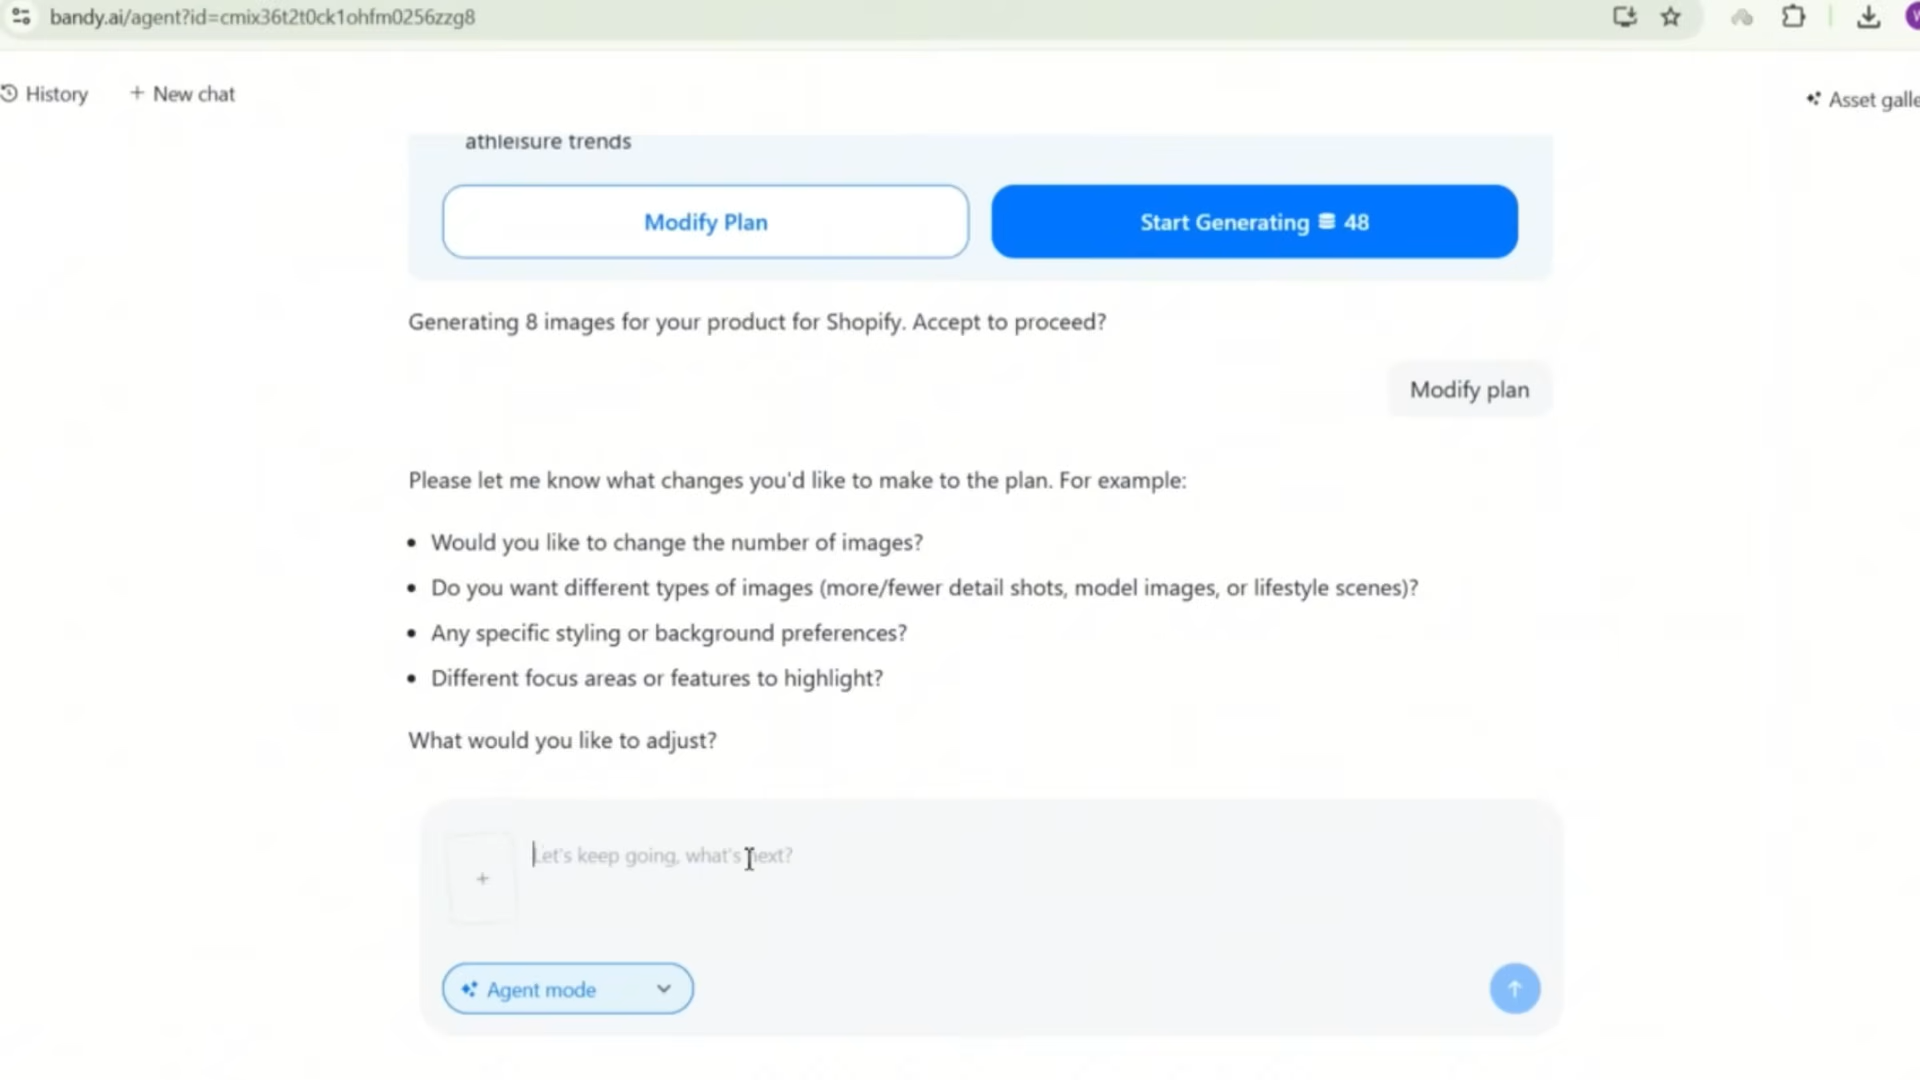 bandy.ai/agent?id=cmix36t2t0ck1ohfm0256zzg8
History
+ New chat
Asset galle
athleisure trends
Modify Plan
Start Generating 48
Generating 8 images for your product for Shopify. Accept to proceed?
Modify plan
Please let me know what changes you'd like to make to the plan. For example:
• Would you like to change the number of images?
• Do you want different types of images (more/fewer detail shots, model images, or lifestyle scenes)?
• Any specific styling or background preferences?
• Different focus areas or features to highlight?
What would you like to adjust?
+
Let's keep going, what's next?
Agent mode